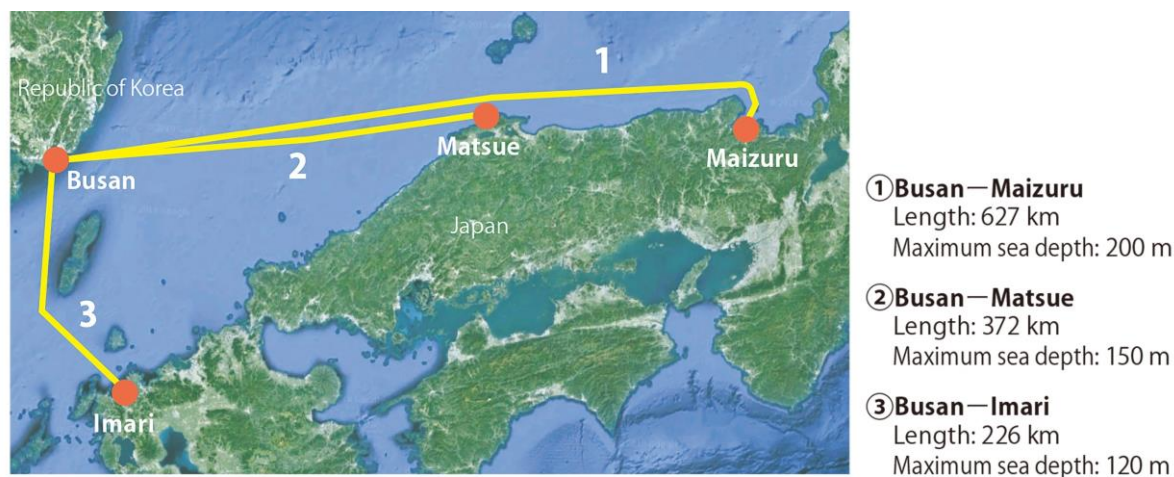 1
Republic of Korea
Matsue
2
Maizuru
Busan
Japan
3
Imari
①Busan—Maizuru
Length: 627 km
Maximum sea depth: 200 m
②Busan—Matsue
Length: 372 km
Maximum sea depth: 150 m
③Busan—Imari
Length: 226 km
Maximum sea depth: 120 m